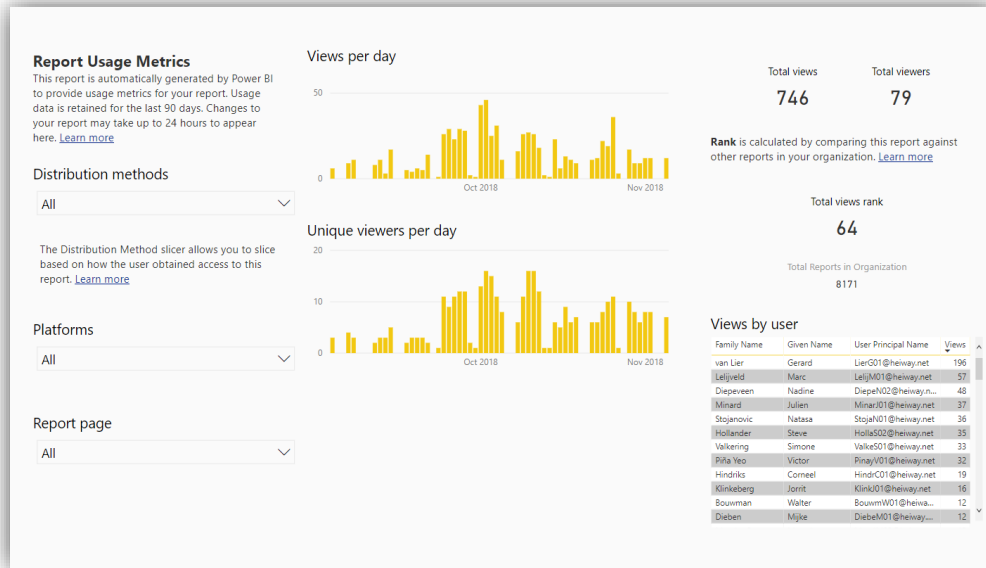 Report Usage Metrics
This report is automatically generated by Power BI
to provide usage metrics for your report. Usage
data is retained for the last 90 days. Changes to
your report may take up to 24 hours to appear
here. Learn more
Distribution methods
All
The Distribution Method slicer allows you to slice
based on how the user obtained access to this
report. Learn more
Platforms
All
Report page
All
Views per day
50
0
Oct 2018 Nov 2018
Unique viewers per day
20
10
0
Oct 2018 Nov 2018
Total views Total viewers
746 79
Rank is calculated by comparing this report against
other reports in your organization. Learn more
Total views rank
64
Total Reports in Organization
8171
Views by user
Family Name Given Name User Principal Name Views
van Lier Gerard LierG01@heiway.net 196
Lelijveld Marc LelijM01@heiway.net 57
Diepeveen Nadine DiepeN02@heiway.n... 48
Minard Julien MinarJ01@heiway.net 37
Stojanovic Natasa StojaN01@heiway.net 36
Hollander Steve HollaS02@heiway.net 35
Valkering Simone ValkeS01@heiway.net 33
Piña Yeo Victor PinayV01@heiway.net 32
Hindriks Corneel HindrC01@heiway.net 19
Klinkeberg Jorrit KlinkJ01@heiway.net 16
Bouwman Walter BouwmW01@heiwa... 12
Dieben Mijke DiebeM01@heiway.... 12